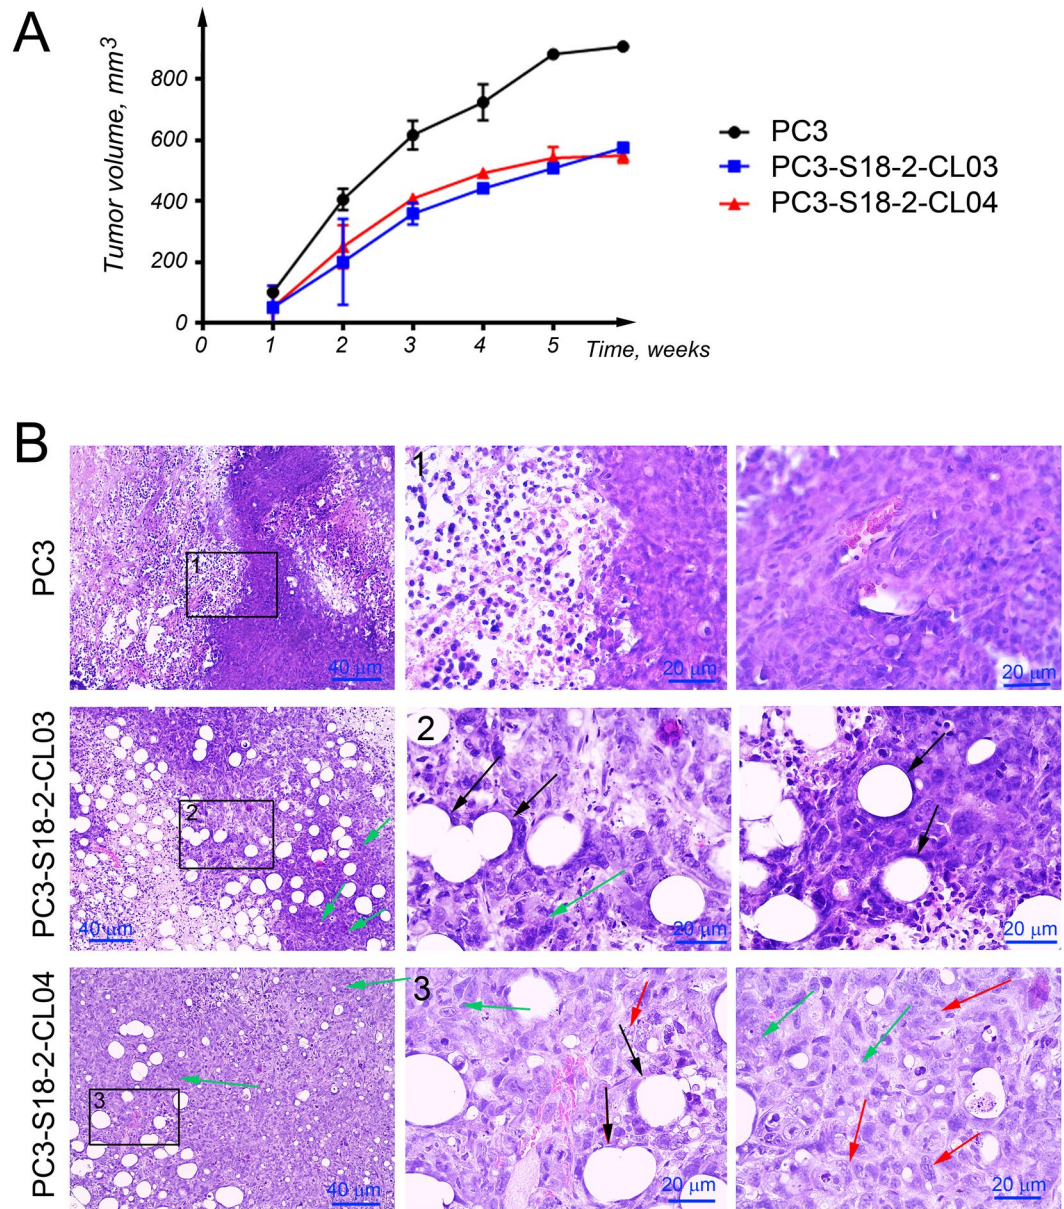 A
Tumor volume, mm3
800
600
400
200
0
0 1 2 3 4 5 Time, weeks
PC3
PC3-S18-2-CL03
PC3-S18-2-CL04
B
PC3
1
40 µm
1
20 µm
20 µm
PC3-S18-2-CL03
2
40 µm
2
20 µm
20 µm
PC3-S18-2-CL04
3
40 µm
3
20 µm
20 µm